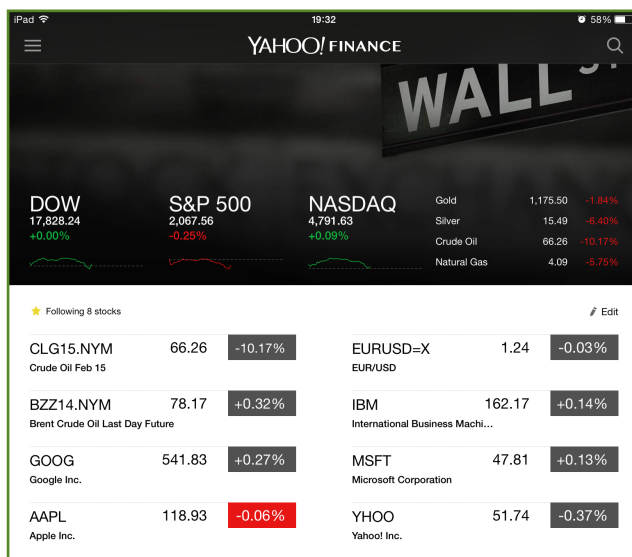 iPad 19:32 58%
YAHOO! FINANCE
WALL ST
DOW
17,828.24
+0.00%
S&P 500
2,067.56
-0.25%
NASDAQ
4,791.63
+0.09%
Gold 1,175.50 -1.84%
Silver 15.49 -6.40%
Crude Oil 66.26 -10.17%
Natural Gas 4.09 -5.75%
Following 8 stocks
Edit
CLG15.NYM 66.26 -10.17%
Crude Oil Feb 15
EURUSD=X 1.24 -0.03%
EUR/USD
BZZ14.NYM 78.17 +0.32%
Brent Crude Oil Last Day Future
IBM 162.17 +0.14%
International Business Machi...
GOOG 541.83 +0.27%
Google Inc.
MSFT 47.81 +0.13%
Microsoft Corporation
AAPL 118.93 -0.06%
Apple Inc.
YHOO 51.74 -0.37%
Yahoo! Inc.